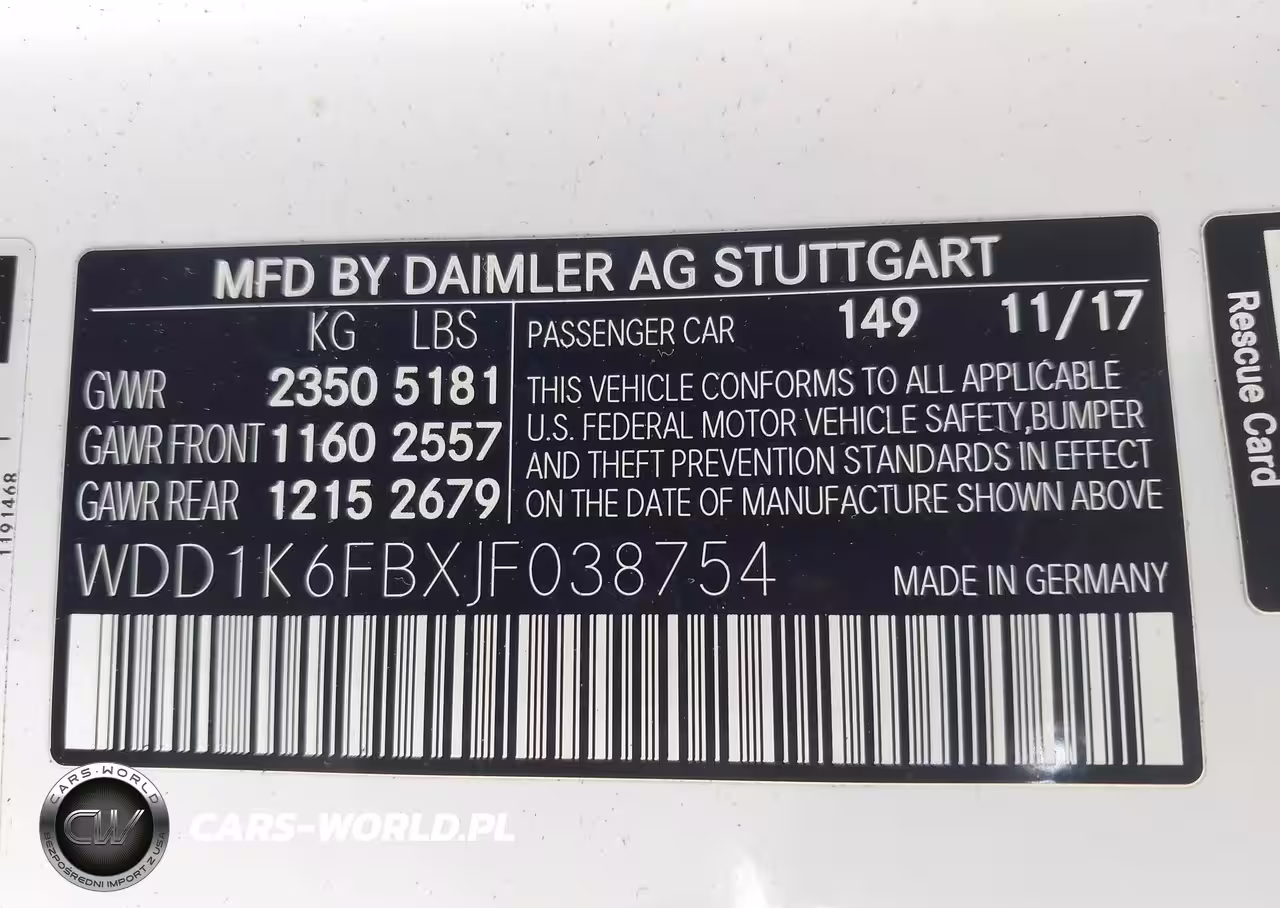 MFD BY DAIMLER AG STUTTGART
KG LBS
GVWR 2350 5181
GAWR FRONT 1160 2557
GAWR REAR 1215 2679
PASSENGER CAR 149 11/17
THIS VEHICLE CONFORMS TO ALL APPLICABLE
U.S. FEDERAL MOTOR VEHICLE SAFETY,BUMPER
AND THEFT PREVENTION STANDARDS IN EFFECT
ON THE DATE OF MANUFACTURE SHOWN ABOVE
WDD1K6FBXJF038754
MADE IN GERMANY
Rescue Card
1191468
CARS-WORLD
CW
BEZPOŚREDNI IMPORT Z USA
CARS-WORLD.PL